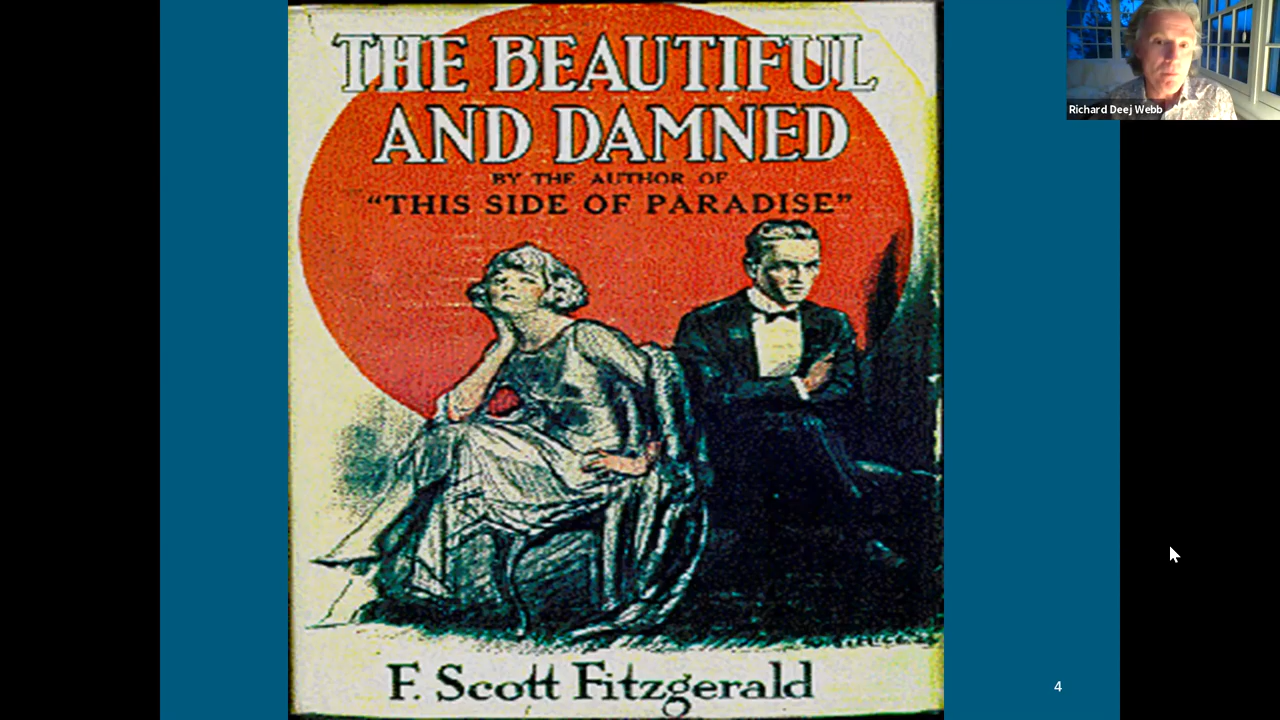 THE BEAUTIFUL
AND DAMNED
BY THE AUTHOR OF
“THIS SIDE OF PARADISE”
F. Scott Fitzgerald
Richard Deej Webb
4